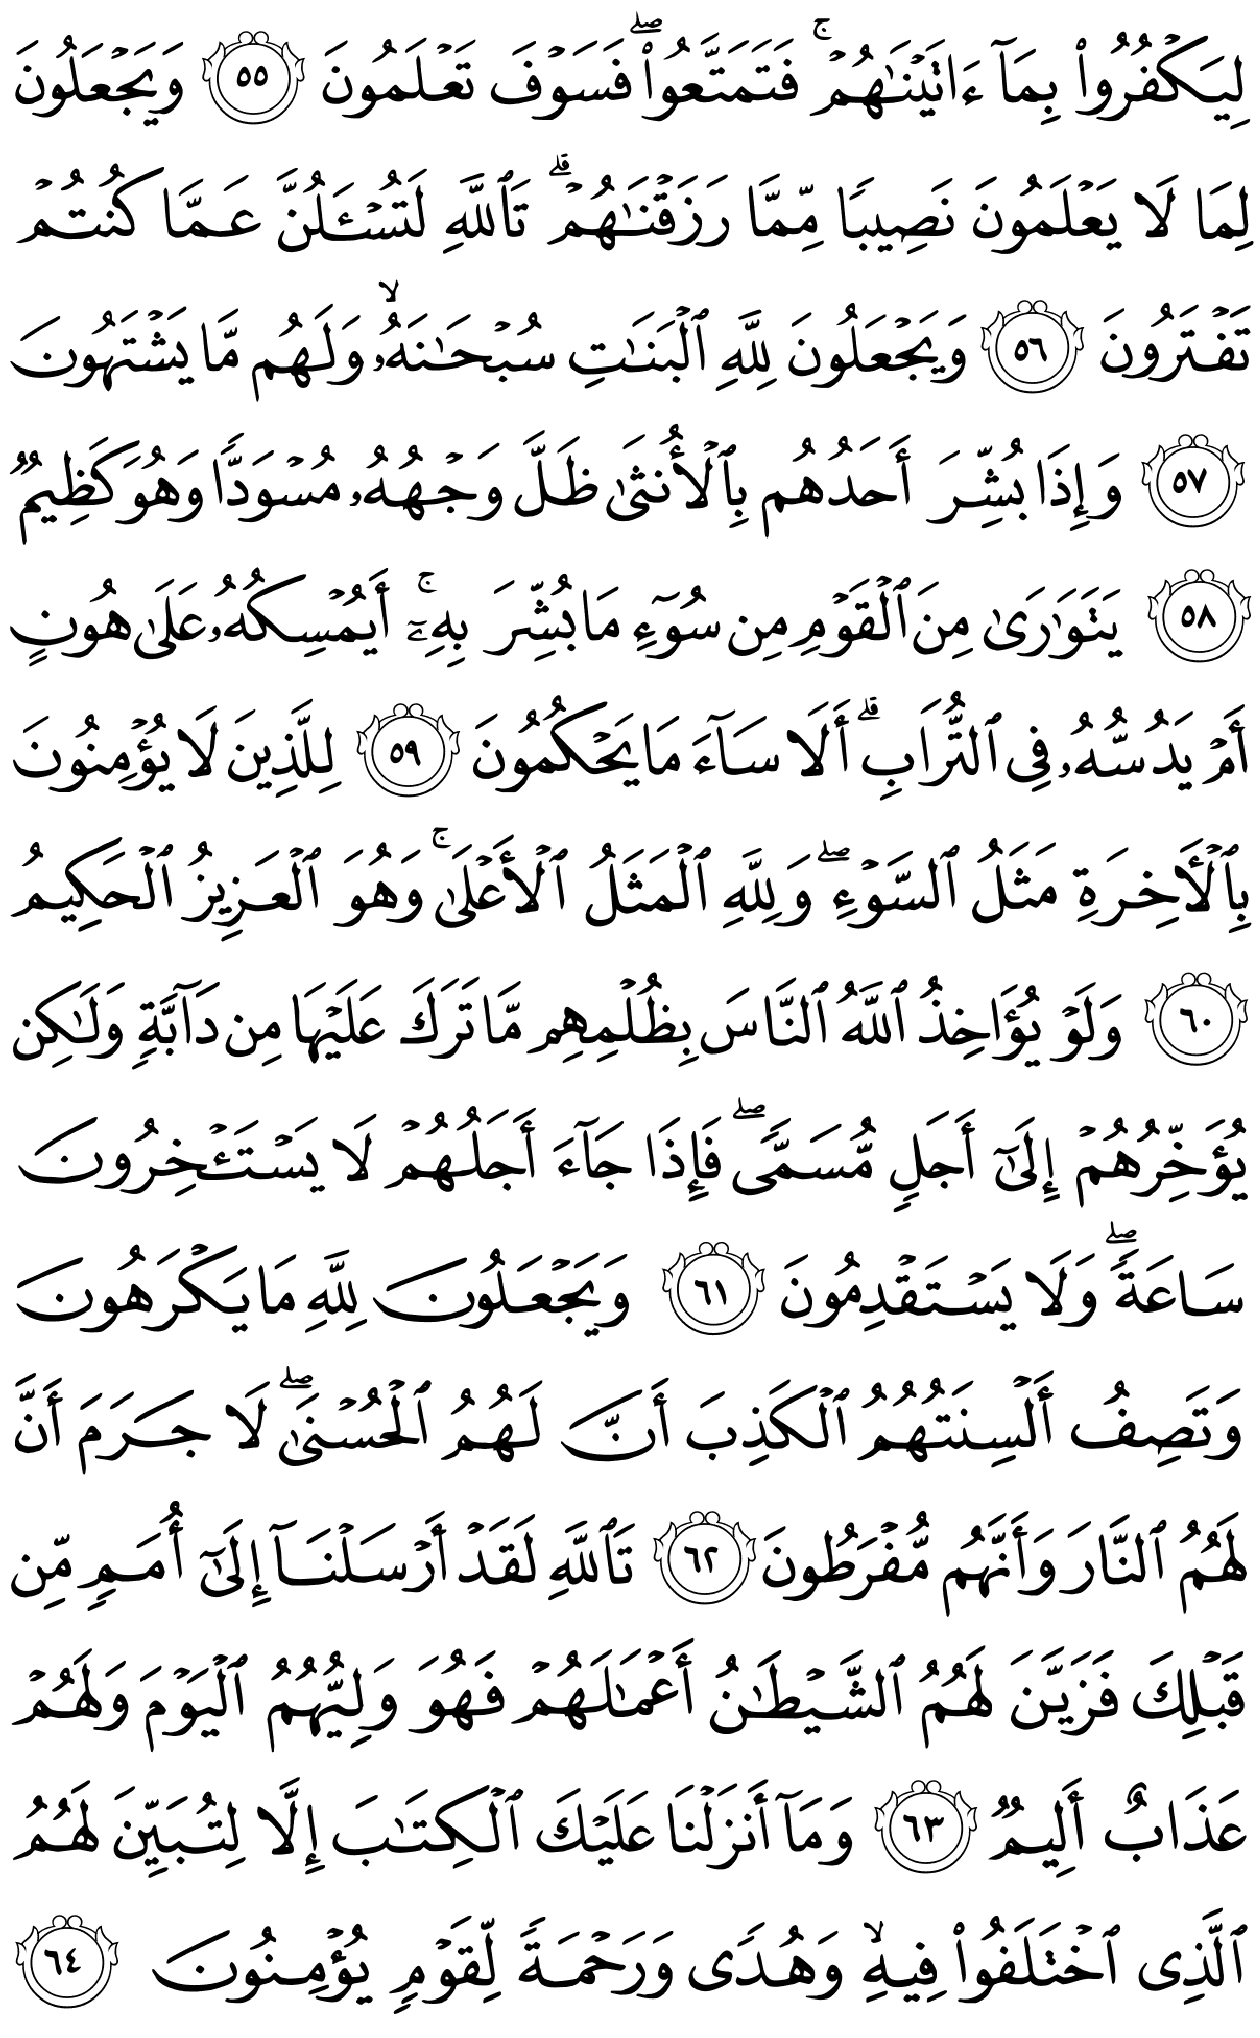 لِيَكۡفُرُواْ بِمَآ ءَاتَيۡنَٰهُمۡۚ فَتَمَتَّعُواْۖ فَسَوۡفَ تَعۡلَمُونَ ٥٥ وَيَجۡعَلُونَ
لِمَا لَا يَعۡلَمُونَ نَصِيبٗا مِّمَّا رَزَقۡنَٰهُمۡۗ تَٱللَّهِ لَتُسۡـَٔلُنَّ عَمَّا كُنتُمۡ
تَفۡتَرُونَ ٥٦ وَيَجۡعَلُونَ لِلَّهِ ٱلۡبَنَٰتِ سُبۡحَٰنَهُۥۙ وَلَهُم مَّا يَشۡتَهُونَ
٥٧ وَإِذَا بُشِّرَ أَحَدُهُم بِٱلۡأُنثَىٰ ظَلَّ وَجۡهُهُۥ مُسۡوَدّٗا وَهُوَ كَظِيمٞ
٥٨ يَتَوَٰرَىٰ مِنَ ٱلۡقَوۡمِ مِن سُوٓءِ مَا بُشِّرَ بِهِۦٓۚ أَيُمۡسِكُهُۥ عَلَىٰ هُونٍ
أَمۡ يَدُسُّهُۥ فِي ٱلتُّرَابِۗ أَلَا سَآءَ مَا يَحۡكُمُونَ ٥٩ لِلَّذِينَ لَا يُؤۡمِنُونَ
بِٱلۡأٓخِرَةِ مَثَلُ ٱلسَّوۡءِۖ وَلِلَّهِ ٱلۡمَثَلُ ٱلۡأَعۡلَىٰۚ وَهُوَ ٱلۡعَزِيزُ ٱلۡحَكِيمُ
٦٠ وَلَوۡ يُؤَاخِذُ ٱللَّهُ ٱلنَّاسَ بِظُلۡمِهِم مَّا تَرَكَ عَلَيۡهَا مِن دَآبَّةٖ وَلَٰكِن
يُؤَخِّرُهُمۡ إِلَىٰٓ أَجَلٖ مُّسَمّٗىۖ فَإِذَا جَآءَ أَجَلُهُمۡ لَا يَسۡتَـٔۡخِرُونَ
سَاعَةٗۖ وَلَا يَسۡتَقۡدِمُونَ ٦١ وَيَجۡعَلُونَ لِلَّهِ مَا يَكۡرَهُونَ
وَتَصِفُ أَلۡسِنَتُهُمُ ٱلۡكَذِبَ أَنَّ لَهُمُ ٱلۡحُسۡنَىٰۖ لَا جَرَمَ أَنَّ
لَهُمُ ٱلنَّارَ وَأَنَّهُم مُّفۡرَطُونَ ٦٢ تَٱللَّهِ لَقَدۡ أَرۡسَلۡنَآ إِلَىٰٓ أُمَمٖ مِّن
قَبۡلِكَ فَزَيَّنَ لَهُمُ ٱلشَّيۡطَٰنُ أَعۡمَٰلَهُمۡ فَهُوَ وَلِيُّهُمُ ٱلۡيَوۡمَ وَلَهُمۡ
عَذَابٌ أَلِيمٞ ٦٣ وَمَآ أَنزَلۡنَا عَلَيۡكَ ٱلۡكِتَٰبَ إِلَّا لِتُبَيِّنَ لَهُمُ
ٱلَّذِي ٱخۡتَلَفُواْ فِيهِۙ وَهُدٗى وَرَحۡمَةٗ لِّقَوۡمٖ يُؤۡمِنُونَ ٦٤